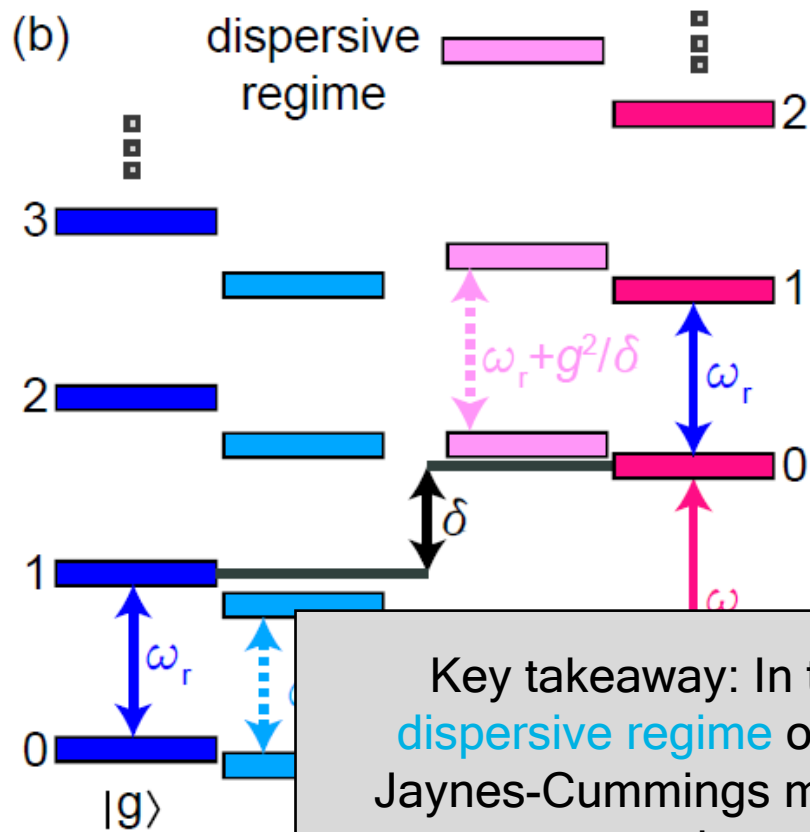 (b)
dispersive
regime
2
3
1
ω_r+g²/δ
ω_r
2
0
δ
1
ω
ω_r
0
|g⟩
Key takeaway: In
dispersive regime
Jaynes-Cummings